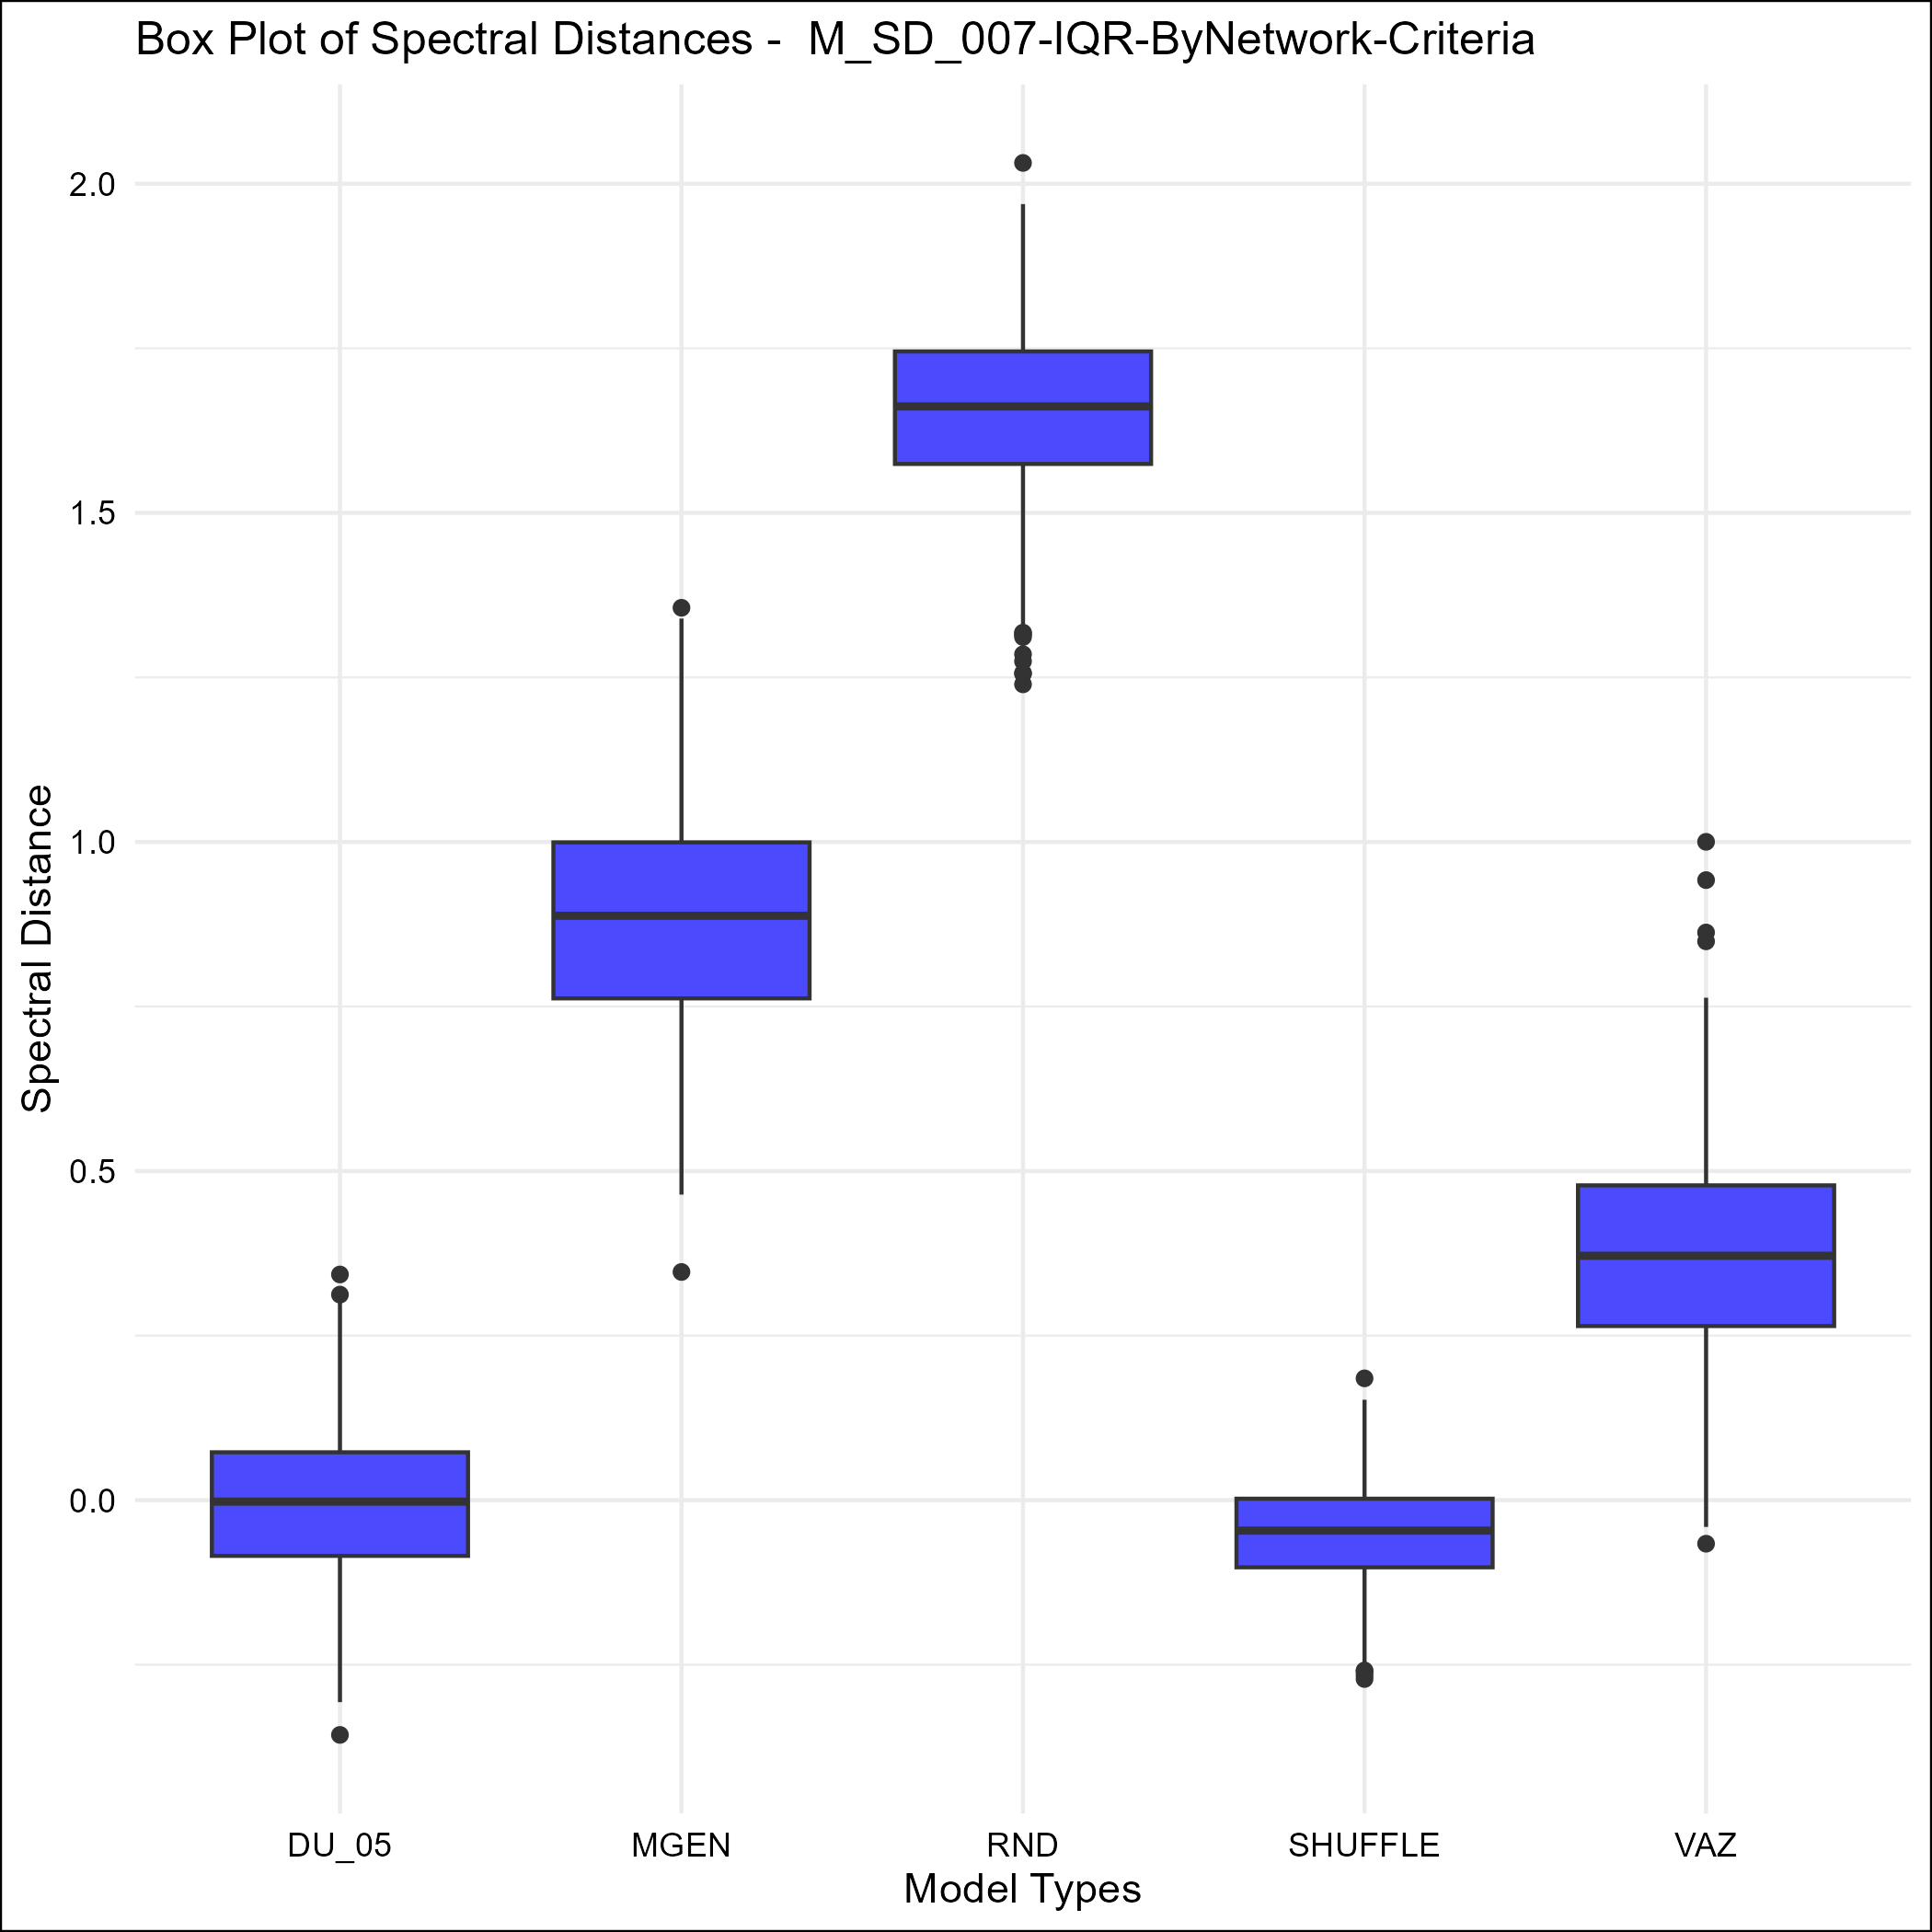 Box Plot of Spectral Distances -  M_SD_007-IQR-ByNetwork-Criteria
2.0
1.5
1.0
0.5
0.0
Spectral Distance
DU_05 MGEN RND SHUFFLE VAZ
Model Types